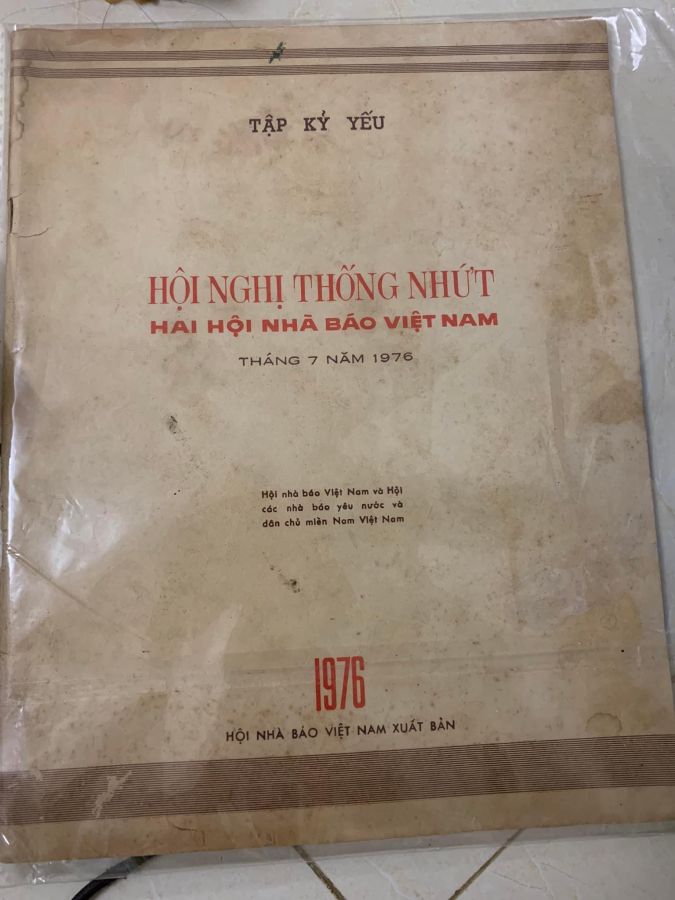 TẬP KỶ YẾU
HỘI NGHỊ THỐNG NHỨT
HAI HỘI NHÀ BÁO VIỆT NAM
THÁNG 7 NĂM 1976
Hội nhà báo Việt Nam và Hội
các nhà báo yêu nước và
dân chủ miền Nam Việt Nam
1976
HỘI NHÀ BÁO VIỆT NAM XUẤT BẢN